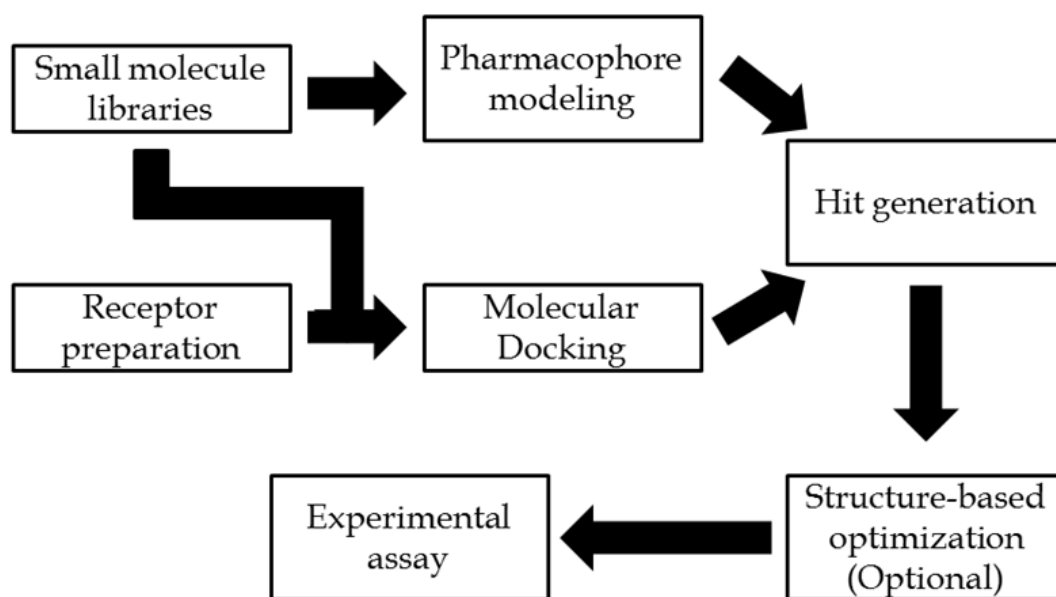 Small molecule
libraries
Pharmacophore
modeling
Hit generation
Receptor
preparation
Molecular
Docking
Experimental
assay
Structure-based
optimization
(Optional)